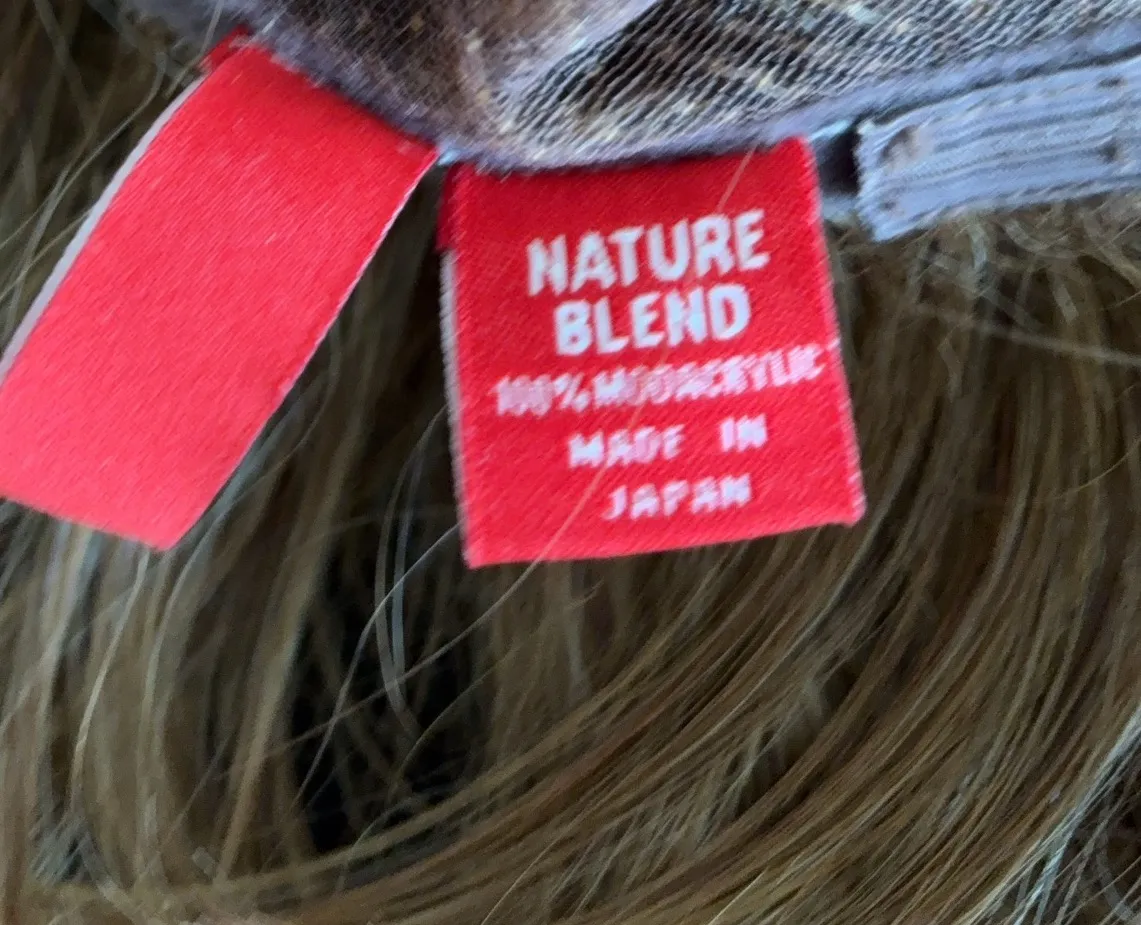 NATURE
BLEND
100% MODACRYLIC
MADE IN
JAPAN